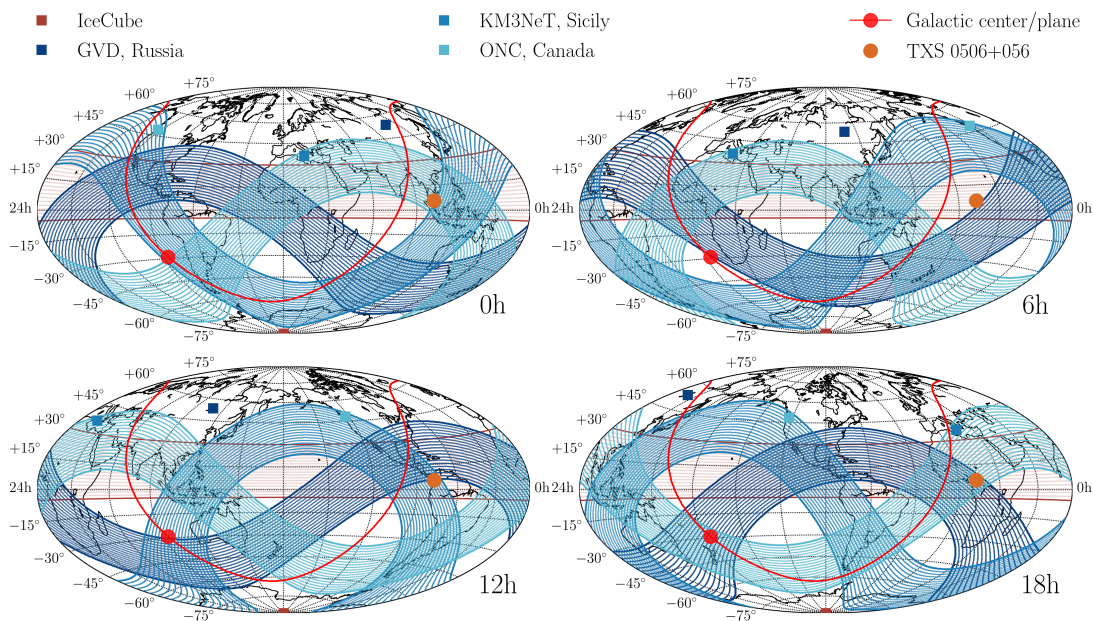 IceCube
KM3NeT, Sicily
Galactic center/plane
GVD, Russia
ONC, Canada
TXS 0506+056
+75°
+60°
+45°
+30°
+15°
24h
0h
−15°
−30°
−45°
−60°
−75°
0h
+75°
+60°
+45°
+30°
+15°
24h
0h
−15°
−30°
−45°
−60°
−75°
6h
+75°
+60°
+45°
+30°
+15°
24h
0h
−15°
−30°
−45°
−60°
−75°
12h
+75°
+60°
+45°
+30°
+15°
24h
0h
−15°
−30°
−45°
−60°
−75°
18h